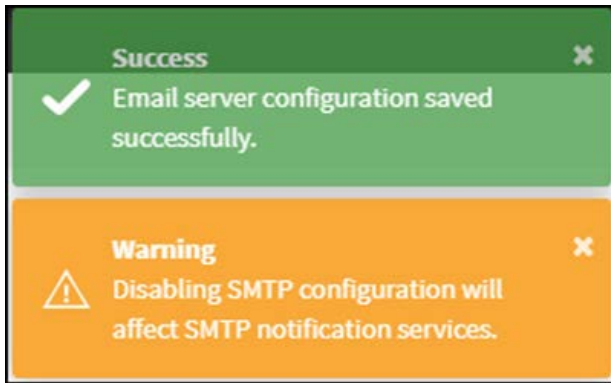 Success
Email server configuration saved
successfully.
Warning
Disabling SMTP configuration will
affect SMTP notification services.